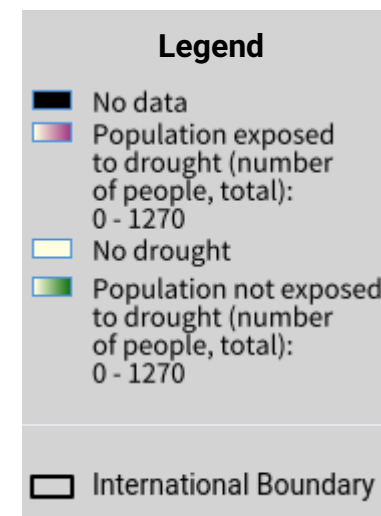 Legend
No data
Population exposed
to drought (number
of people, total):
0 - 1270
No drought
Population not exposed
to drought (number
of people, total):
0 - 1270
International Boundary